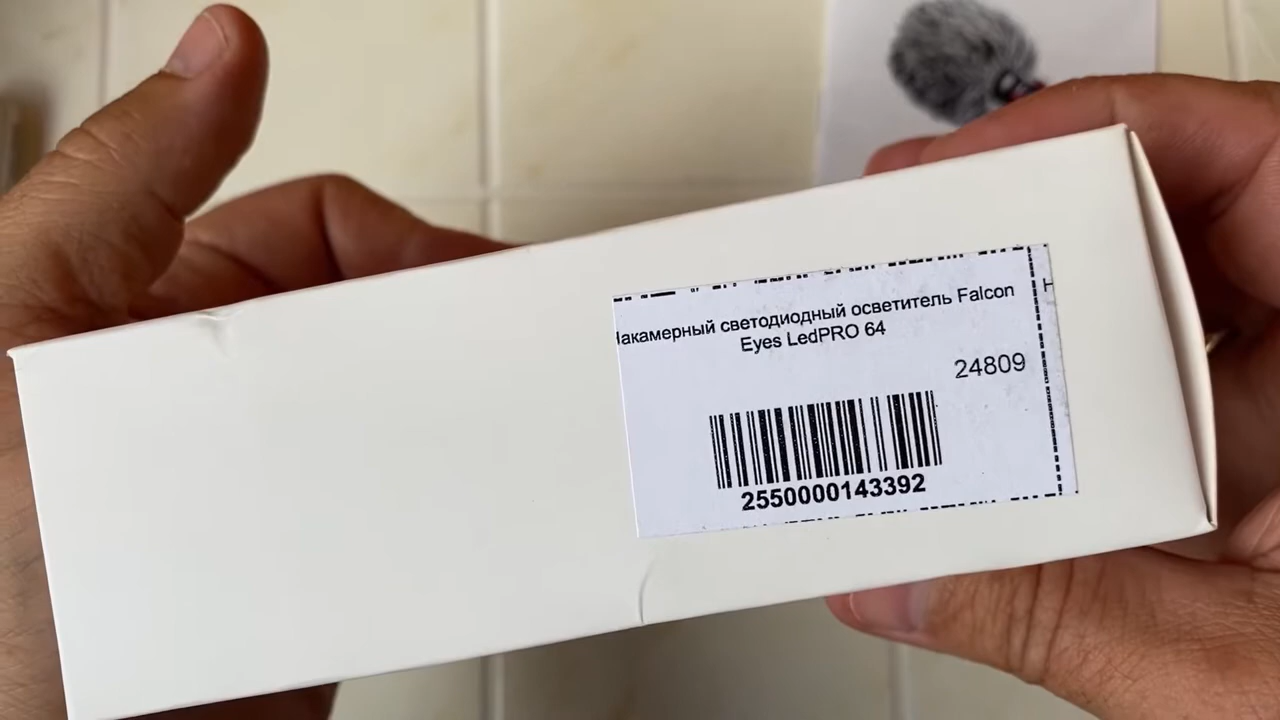 Накамерный светодиодный осветитель Falcon
Eyes LedPRO 64
24809
2550000143392